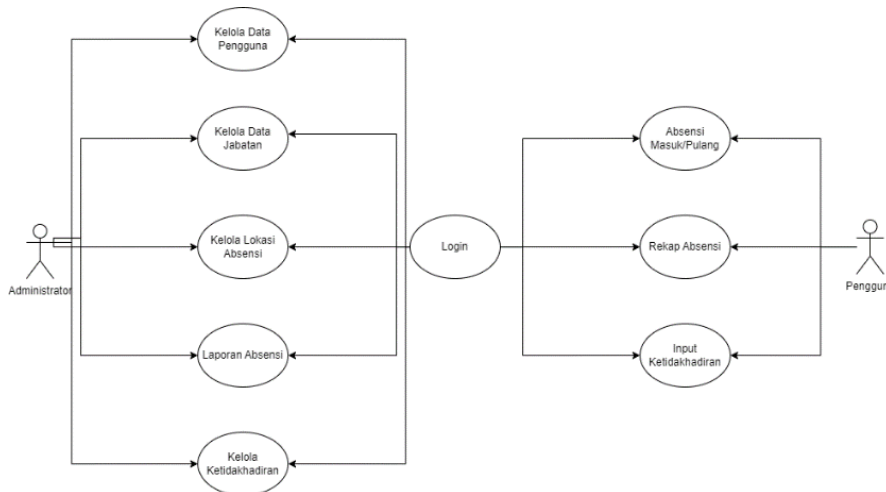 Kelola Data
Pengguna
Kelola Data
Jabatan
Absensi
Masuk/Pulang
Administrator
Kelola Lokasi
Absensi
Login
Rekap Absensi
Penggun
Laporan Absensi
Input
Ketidakhadiran
Kelola
Ketidakhadiran